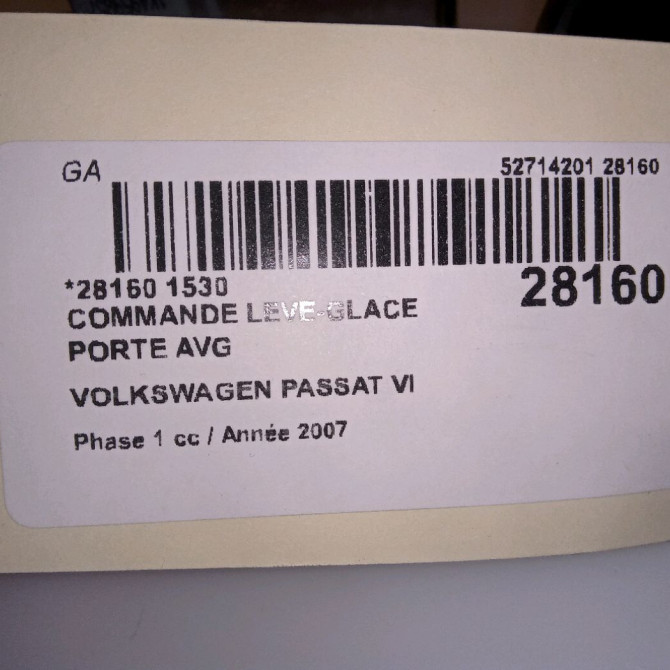 GA
52714201 28160
*28160 1530
28160
COMMANDE LEVE-GLACE
PORTE AVG
VOLKSWAGEN PASSAT VI
Phase 1 cc / Année 2007